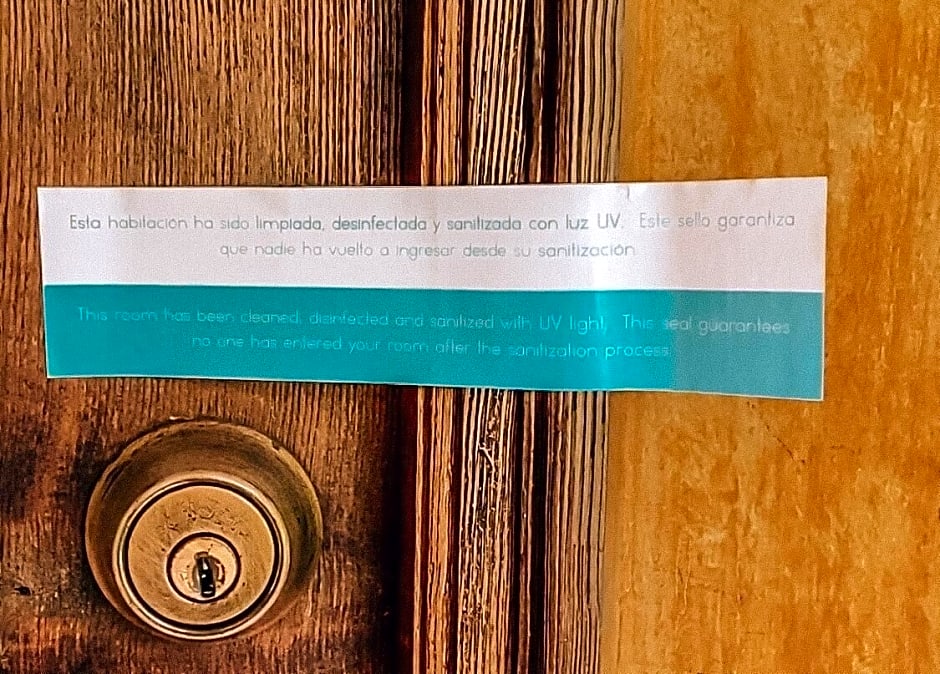 Esta habitación ha sido limpiada, desinfectada y sanitizada con luz UV. Este sello garantiza
que nadie ha vuelto a ingresar desde su sanitización.
This room has been cleaned, disinfected and sanitized with UV light. This seal guarantees
no one has entered your room after the sanitization process.